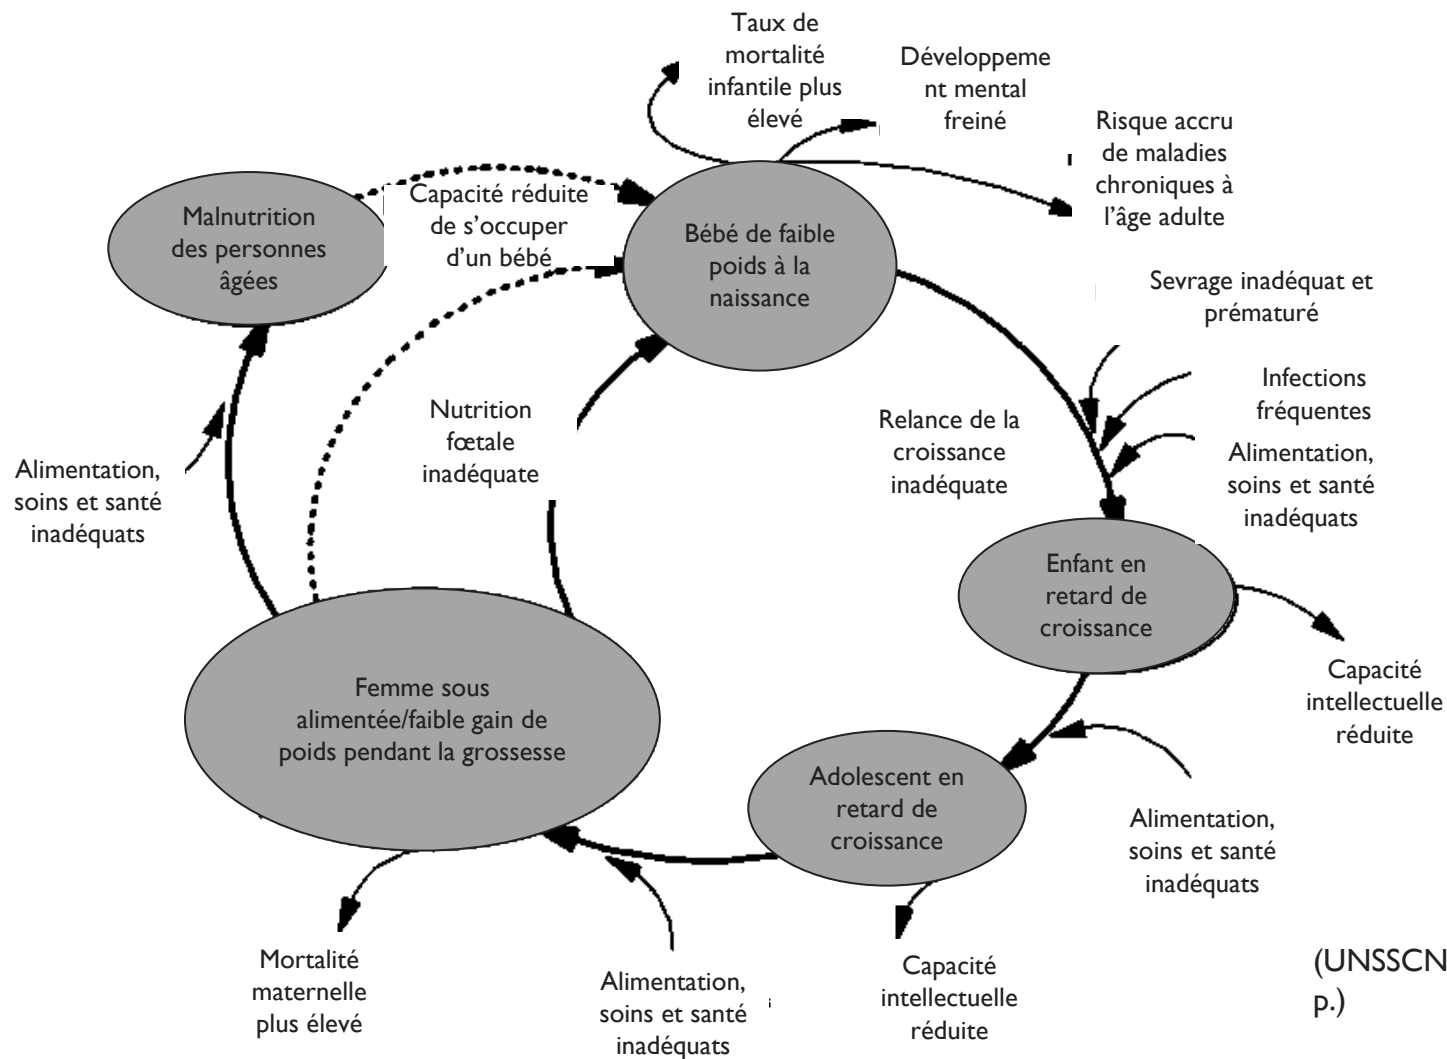 Taux de
mortalité
infantile plus
élevé
Développeme
nt mental
freiné
Risque accru
de maladies
chroniques à
l’âge adulte
Malnutrition
des personnes
âgées
Capacité réduite
de s’occuper
d’un bébé
Bébé de faible
poids à la
naissance
Sevrage inadéquat et
prématuré
Infections
fréquentes
Alimentation,
soins et santé
inadéquats
Relance de la
croissance
inadéquate
Nutrition
fœtale
inadéquate
Alimentation,
soins et santé
inadéquats
Enfant en
retard de
croissance
Capacité
intellectuelle
réduite
Femme sous
alimentée/faible gain de
poids pendant la grossesse
Adolescent en
retard de
croissance
Alimentation,
soins et santé
inadéquats
Mortalité
maternelle
plus élevé
Alimentation,
soins et santé
inadéquats
Capacité
intellectuelle
réduite
(UNSSCN
p.)